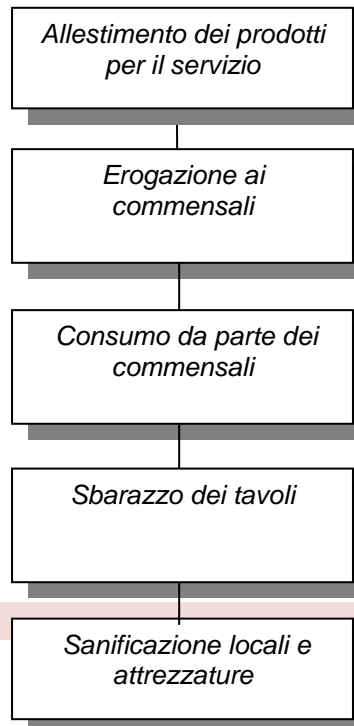 Allestimento dei prodotti
per il servizio
Erogazione ai
commensali
Consumo da parte dei
commensali
Sbarazzo dei tavoli
Sanificazione locali e
attrezzature